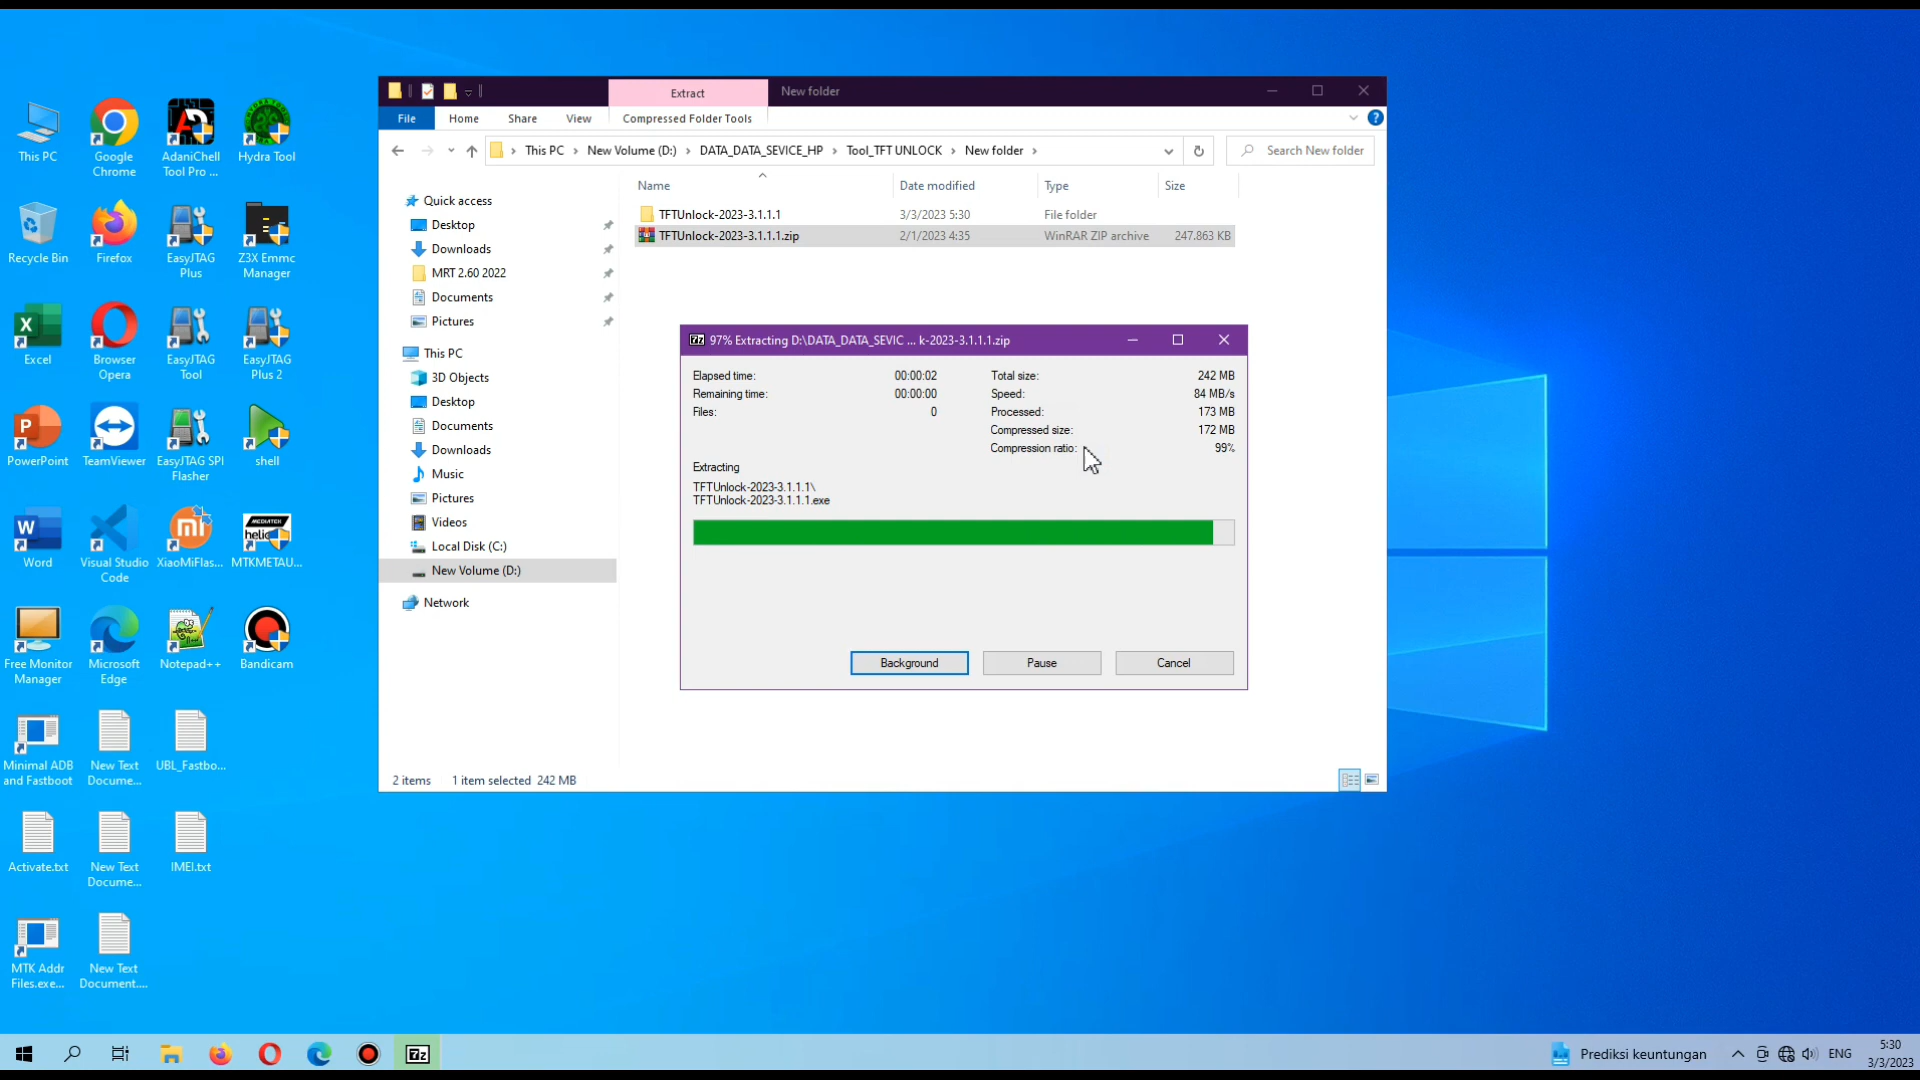 This PC
Google
Chrome
AdaniChell
Tool Pro ...
Hydra Tool
Recycle Bin
Firefox
EasyJTAG
Plus
Z3X Emmc
Manager
Excel
Browser
Opera
EasyJTAG
Tool
EasyJTAG
Plus 2
PowerPoint
TeamViewer
EasyJTAG SPI
Flasher
shell
Word
Visual Studio
Code
XiaoMiFlas...
MTKMETAU...
Free Monitor
Manager
Microsoft
Edge
Notepad++
Bandicam
Minimal ADB
and Fastboot
New Text
Docume...
UBL_Fastbo...
Activate.txt
New Text
Docume...
IMEI.txt
MTK Addr
Files.exe...
New Text
Document....
Extract
New folder
File
Home
Share
View
Compressed Folder Tools
This PC
New Volume (D:)
DATA_DATA_SEVICE_HP
Tool_TFT UNLOCK
New folder
Search New folder
Quick access
Desktop
Downloads
MRT 2.60 2022
Documents
Pictures
This PC
3D Objects
Desktop
Documents
Downloads
Music
Pictures
Videos
Local Disk (C:)
New Volume (D:)
Network
Name Date modified Type Size
TFTUnlock-2023-3.1.1.1 3/3/2023 5:30 File folder
TFTUnlock-2023-3.1.1.1.zip 2/1/2023 4:35 WinRAR ZIP archive 247.863 KB
97% Extracting D:\DATA_DATA_SEVIC ... k-2023-3.1.1.1.zip
Elapsed time: 00:00:02 Total size: 242 MB
Remaining time: 00:00:00 Speed: 84 MB/s
Files: 0 Processed: 173 MB
Compressed size: 172 MB
Compression ratio: 99%
Extracting
TFTUnlock-2023-3.1.1.1\
TFTUnlock-2023-3.1.1.1.exe
Background
Pause
Cancel
2 items 1 item selected 242 MB
Prediksi keuntungan
ENG
5:30
3/3/2023